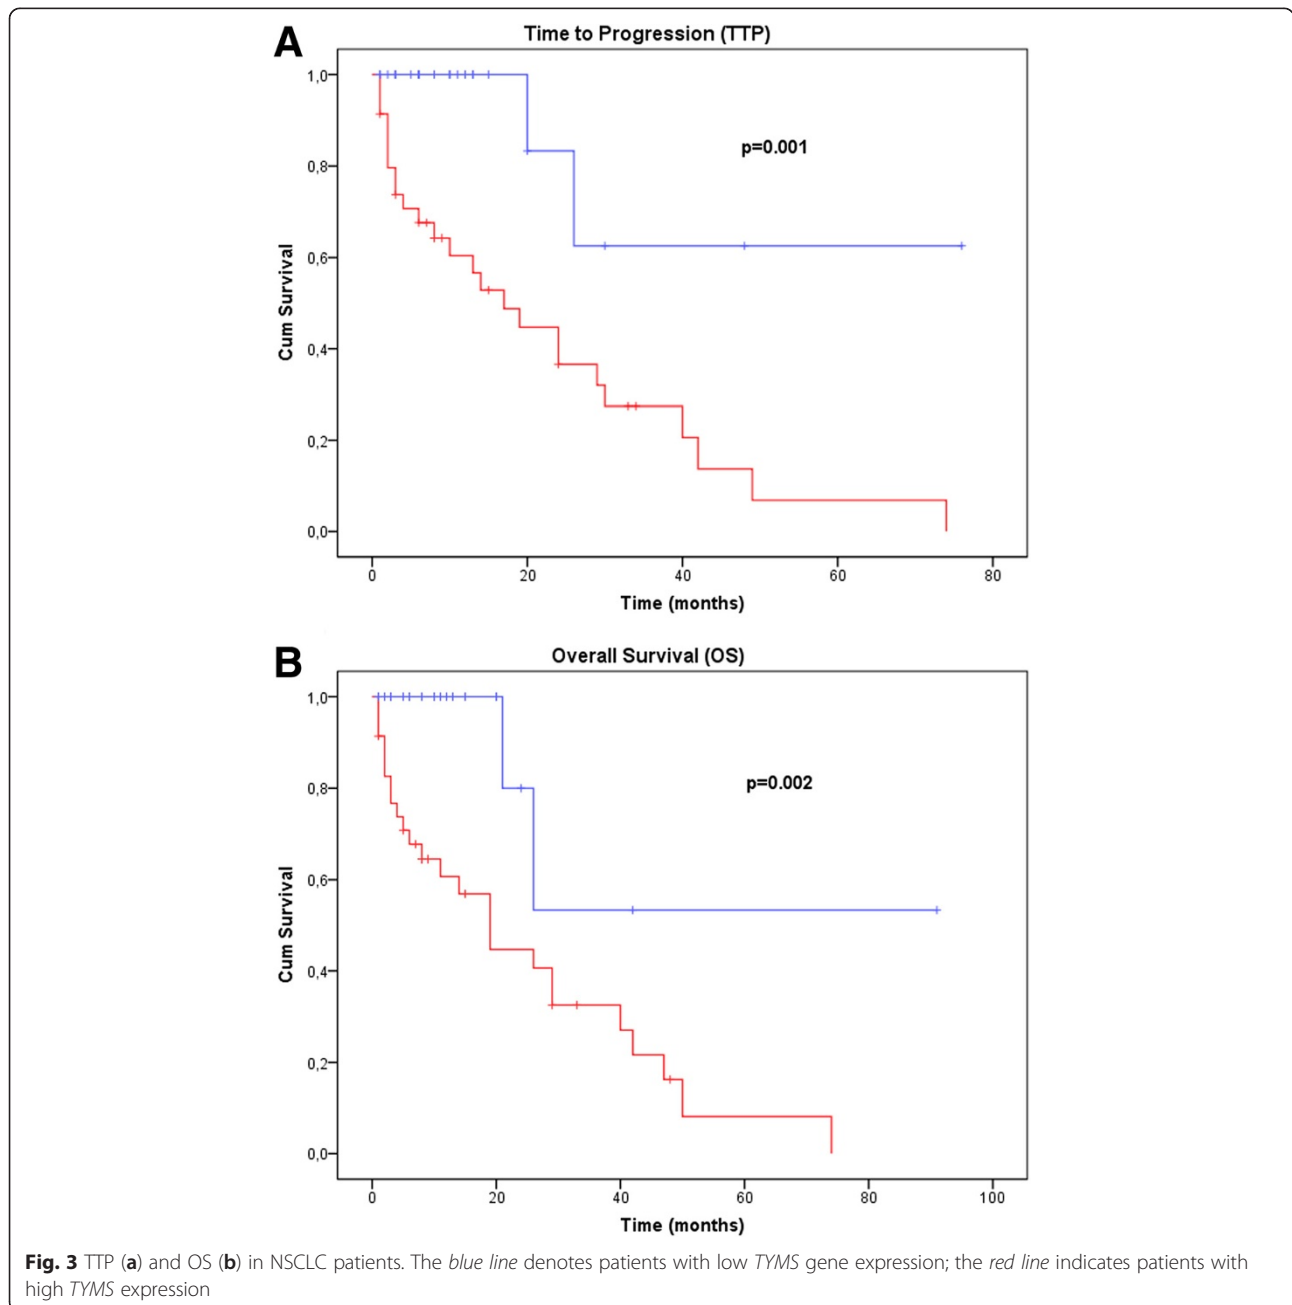 A
Time to Progression (TTP)
1,0
0,8
0,6
0,4
0,2
0,0
Cum Survival
p=0.001
0 20 40 60 80
Time (months)
B
Overall Survival (OS)
1,0
0,8
0,6
0,4
0,2
0,0
Cum Survival
p=0.002
0 20 40 60 80 100
Time (months)
Fig. 3 TTP (a) and OS (b) in NSCLC patients. The blue line denotes patients with low TYMS gene expression; the red line indicates patients with
high TYMS expression